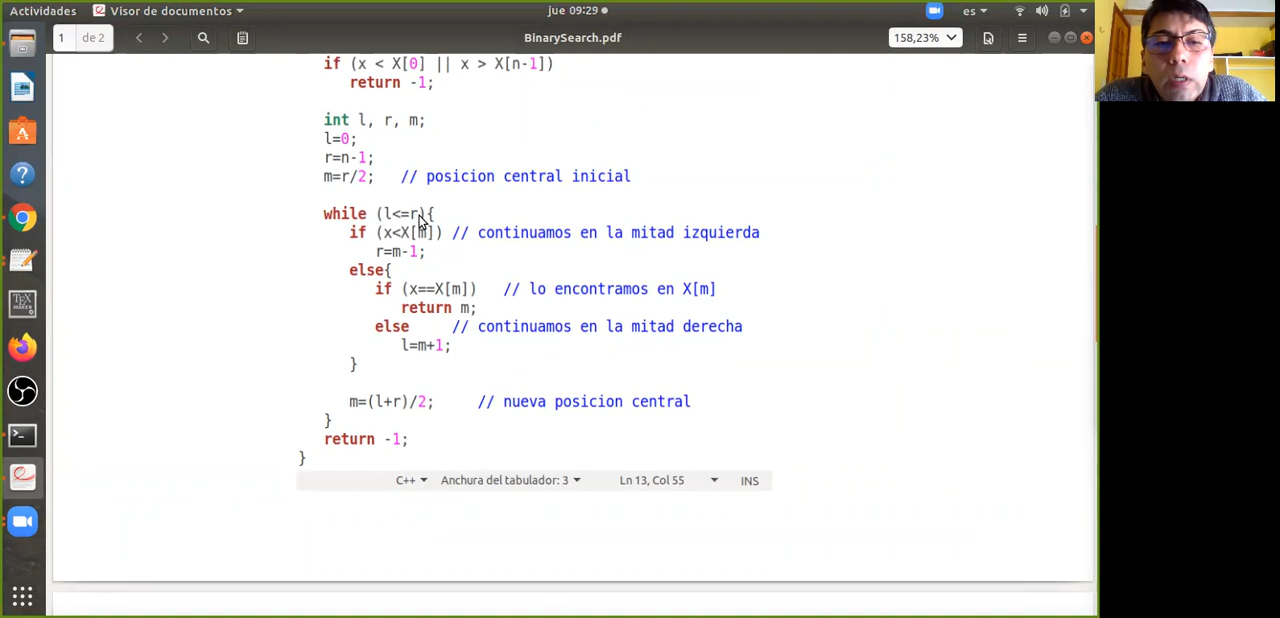 Actividades
Visor de documentos
jue 09:29
es
1
de 2
BinarySearch.pdf
158,23%
if (x < X[0] || x > X[n-1])
return -1;
int l, r, m;
l=0;
r=n-1;
m=r/2; // posicion central inicial
while (l<=r){
if (x<X[m]) // continuamos en la mitad izquierda
r=m-1;
else{
if (x==X[m]) // lo encontramos en X[m]
return m;
else // continuamos en la mitad derecha
l=m+1;
}
m=(l+r)/2; // nueva posicion central
}
return -1;
}
C++ Anchura del tabulador: 3 Ln 13, Col 55 INS